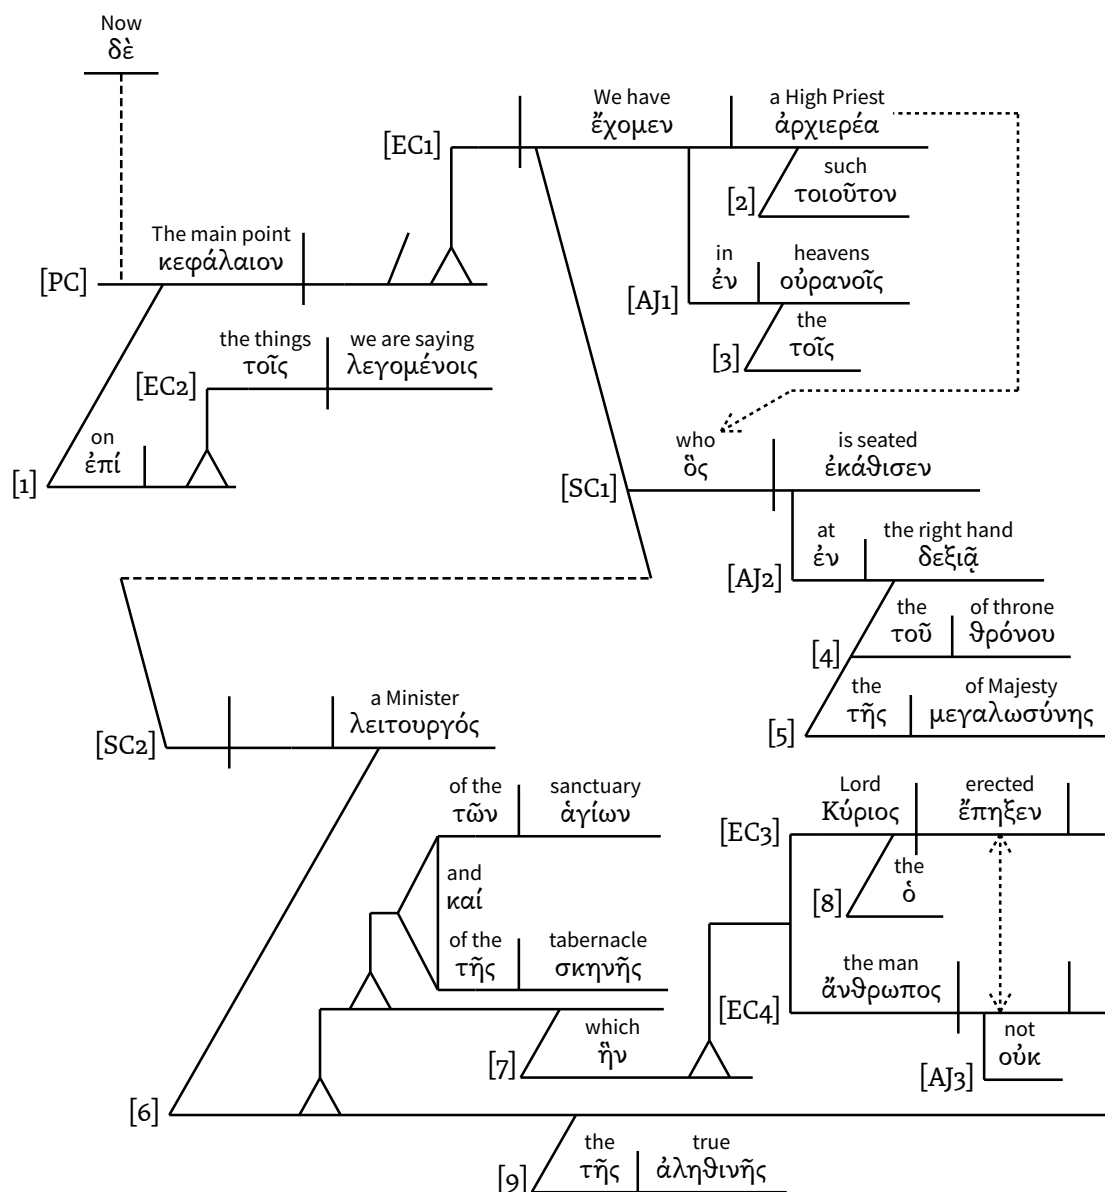 Now
δὲ
We have
ἔχομεν
a High Priest
ἀρχιερέα
[EC1]
such
τοιοῦτον
[2]
The main point
κεφάλαιον
[PC]
in
ἐν
heavens
οὐρανοῖς
[AJ1]
the
τοῖς
[3]
the things
τοῖς
we are saying
λεγομένοις
[EC2]
on
ἐπί
[1]
who
ὃς
is seated
ἐκάθισεν
[SC1]
at
ἐν
the right hand
δεξιᾷ
[AJ2]
the
τοῦ
of throne
θρόνου
[4]
the
τῆς
of Majesty
μεγαλωσύνης
[5]
a Minister
λειτουργός
[SC2]
of the
τῶν
sanctuary
ἁγίων
Lord
Κύριος
erected
ἔπηξεν
[EC3]
and
καί
the
ὁ
[8]
of the
τῆς
tabernacle
σκηνῆς
the man
ἄνθρωπος
[EC4]
which
ἣν
[7]
not
οὐκ
[AJ3]
[6]
the
τῆς
true
ἀληθινῆς
[9]